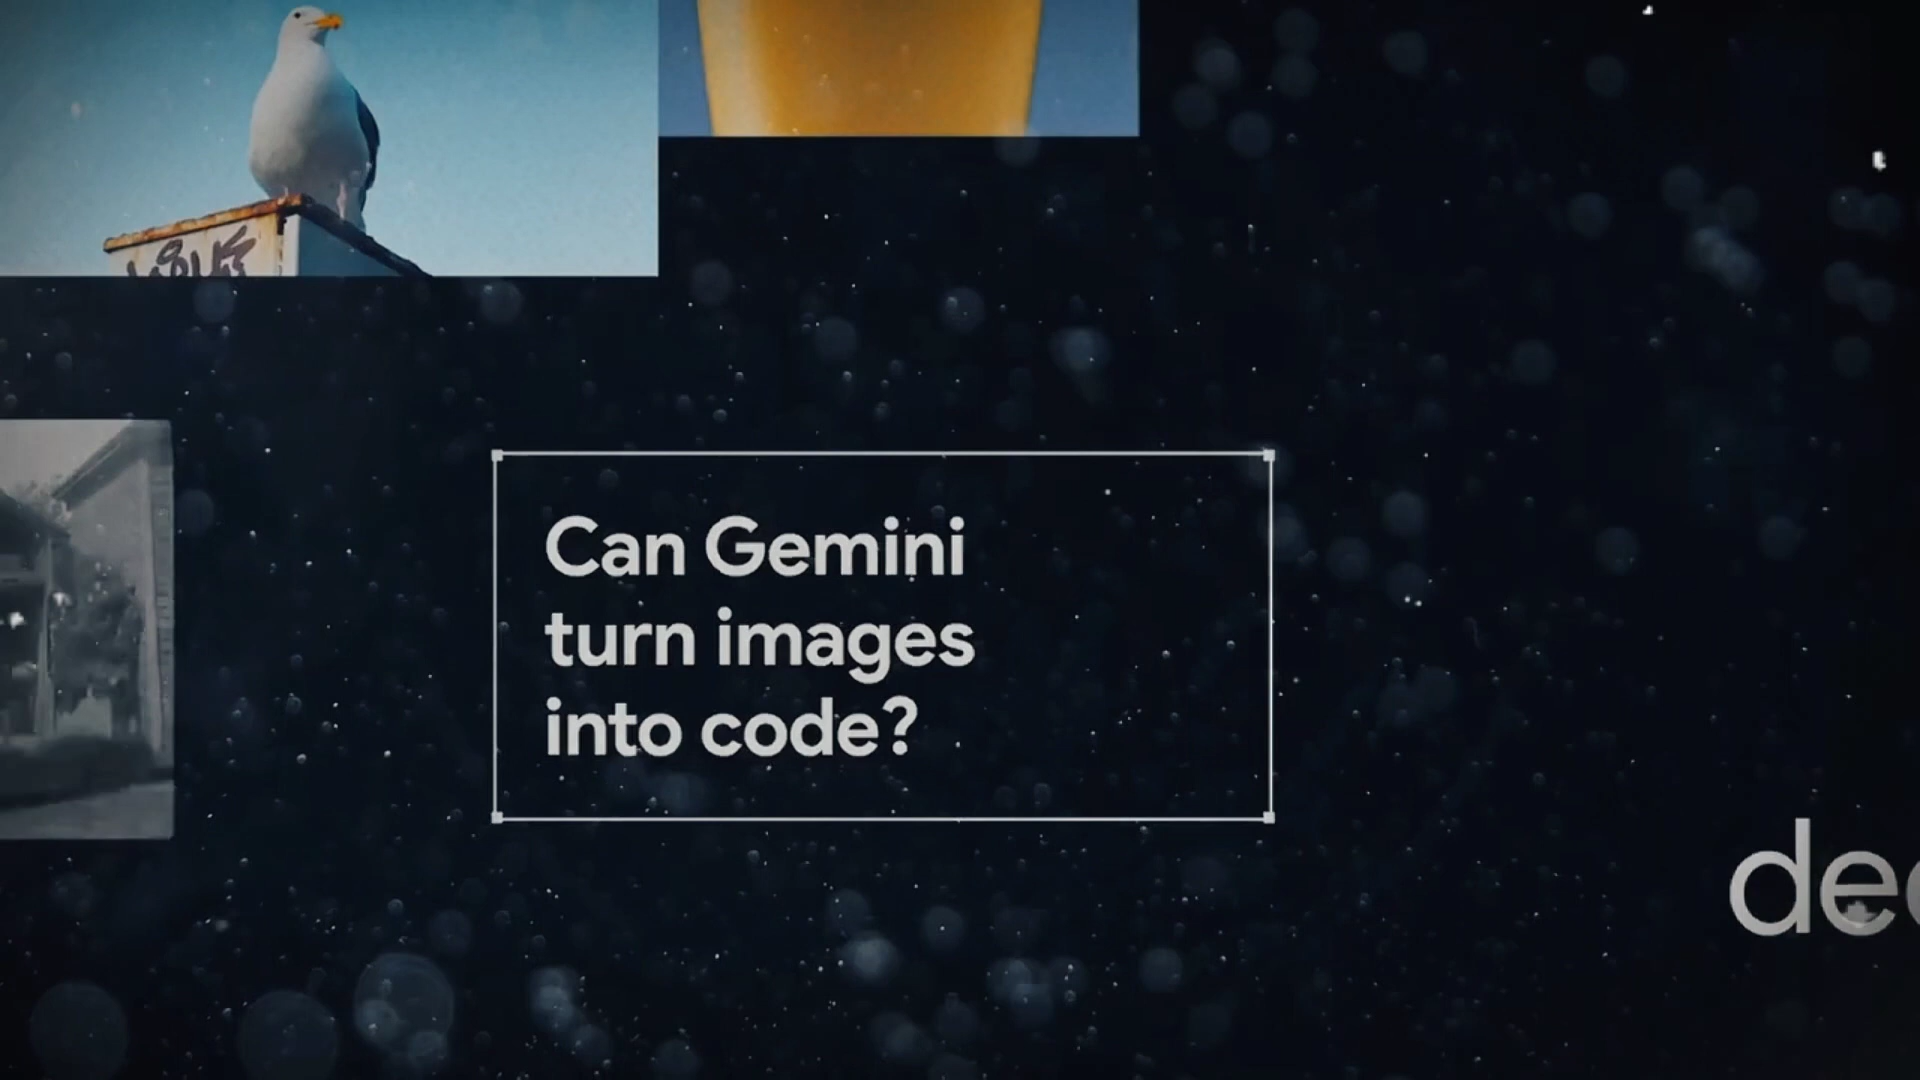 Can Gemini
turn images
into code?